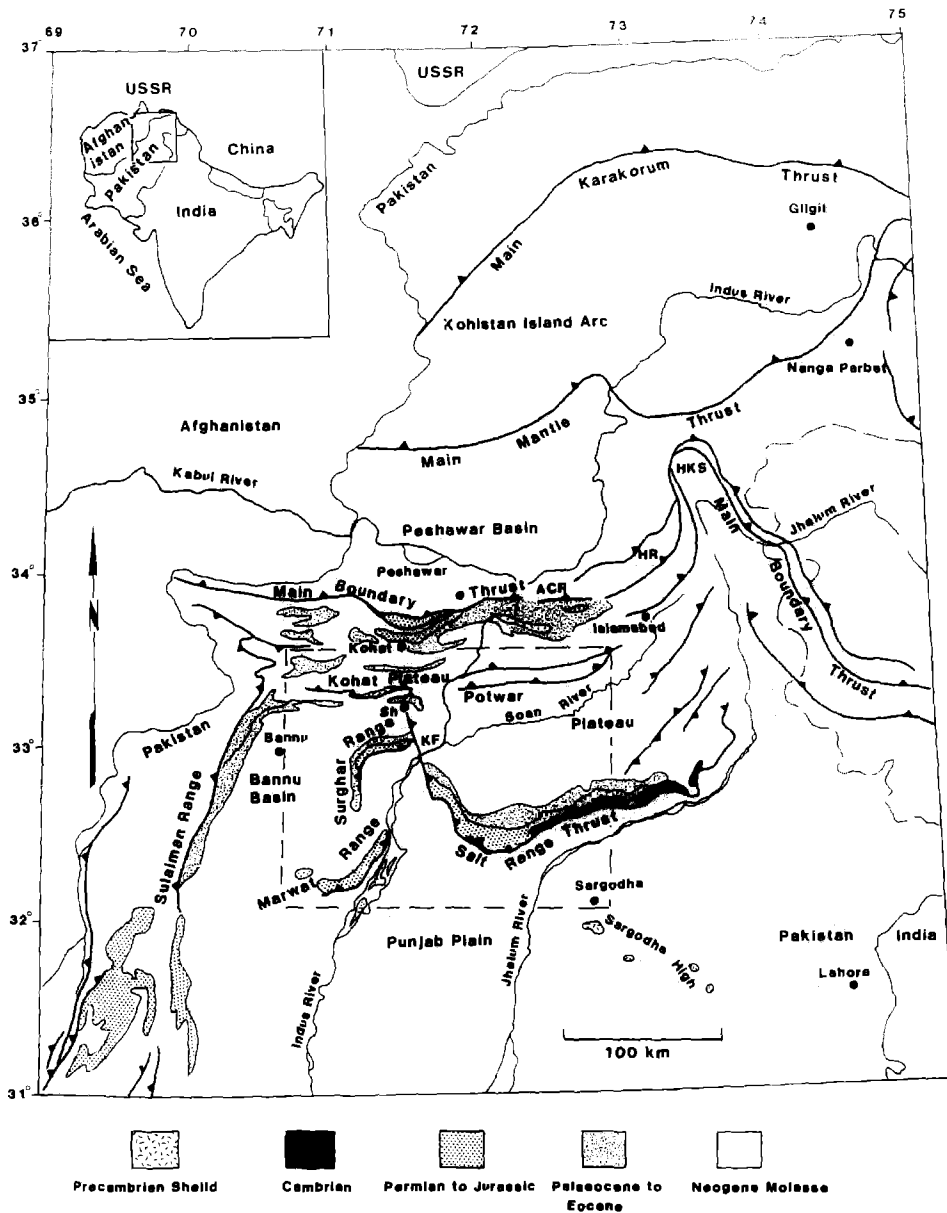 69 70 71 72 73 74 75
37°
36°
35°
34°
33°
32°
31°
USSR
Afghan
istan
Pakistan
China
India
Arabian Sea
USSR
Pakistan
Main Karakorum Thrust
Gilgit
Indus River
Kohistan Island Arc
Nanga Parbat
Afghanistan
Main Mantle Thrust
Kabul River
HKS
Jhelum River
Peshawar Basin
Main Boundary Thrust
Peshawar
HR
Main Boundary Thrust
ACR
Islamabad
Kohat
Kohat Plateau
Potwar
Plateau
Soan River
Sh
KF
Pakistan
Bannu
Bannu
Basin
Surghar Range
Sulaiman Range
Marwat Range
Salt Range Thrust
Sargodha
Sargodha High
Punjab Plain
Jhelum River
Indus River
Pakistan
India
Lahore
100 km
N
Precambrian Sheild
Cambrian
Permian to Jurassic
Palaeocene to
Eocene
Neogene Molasse